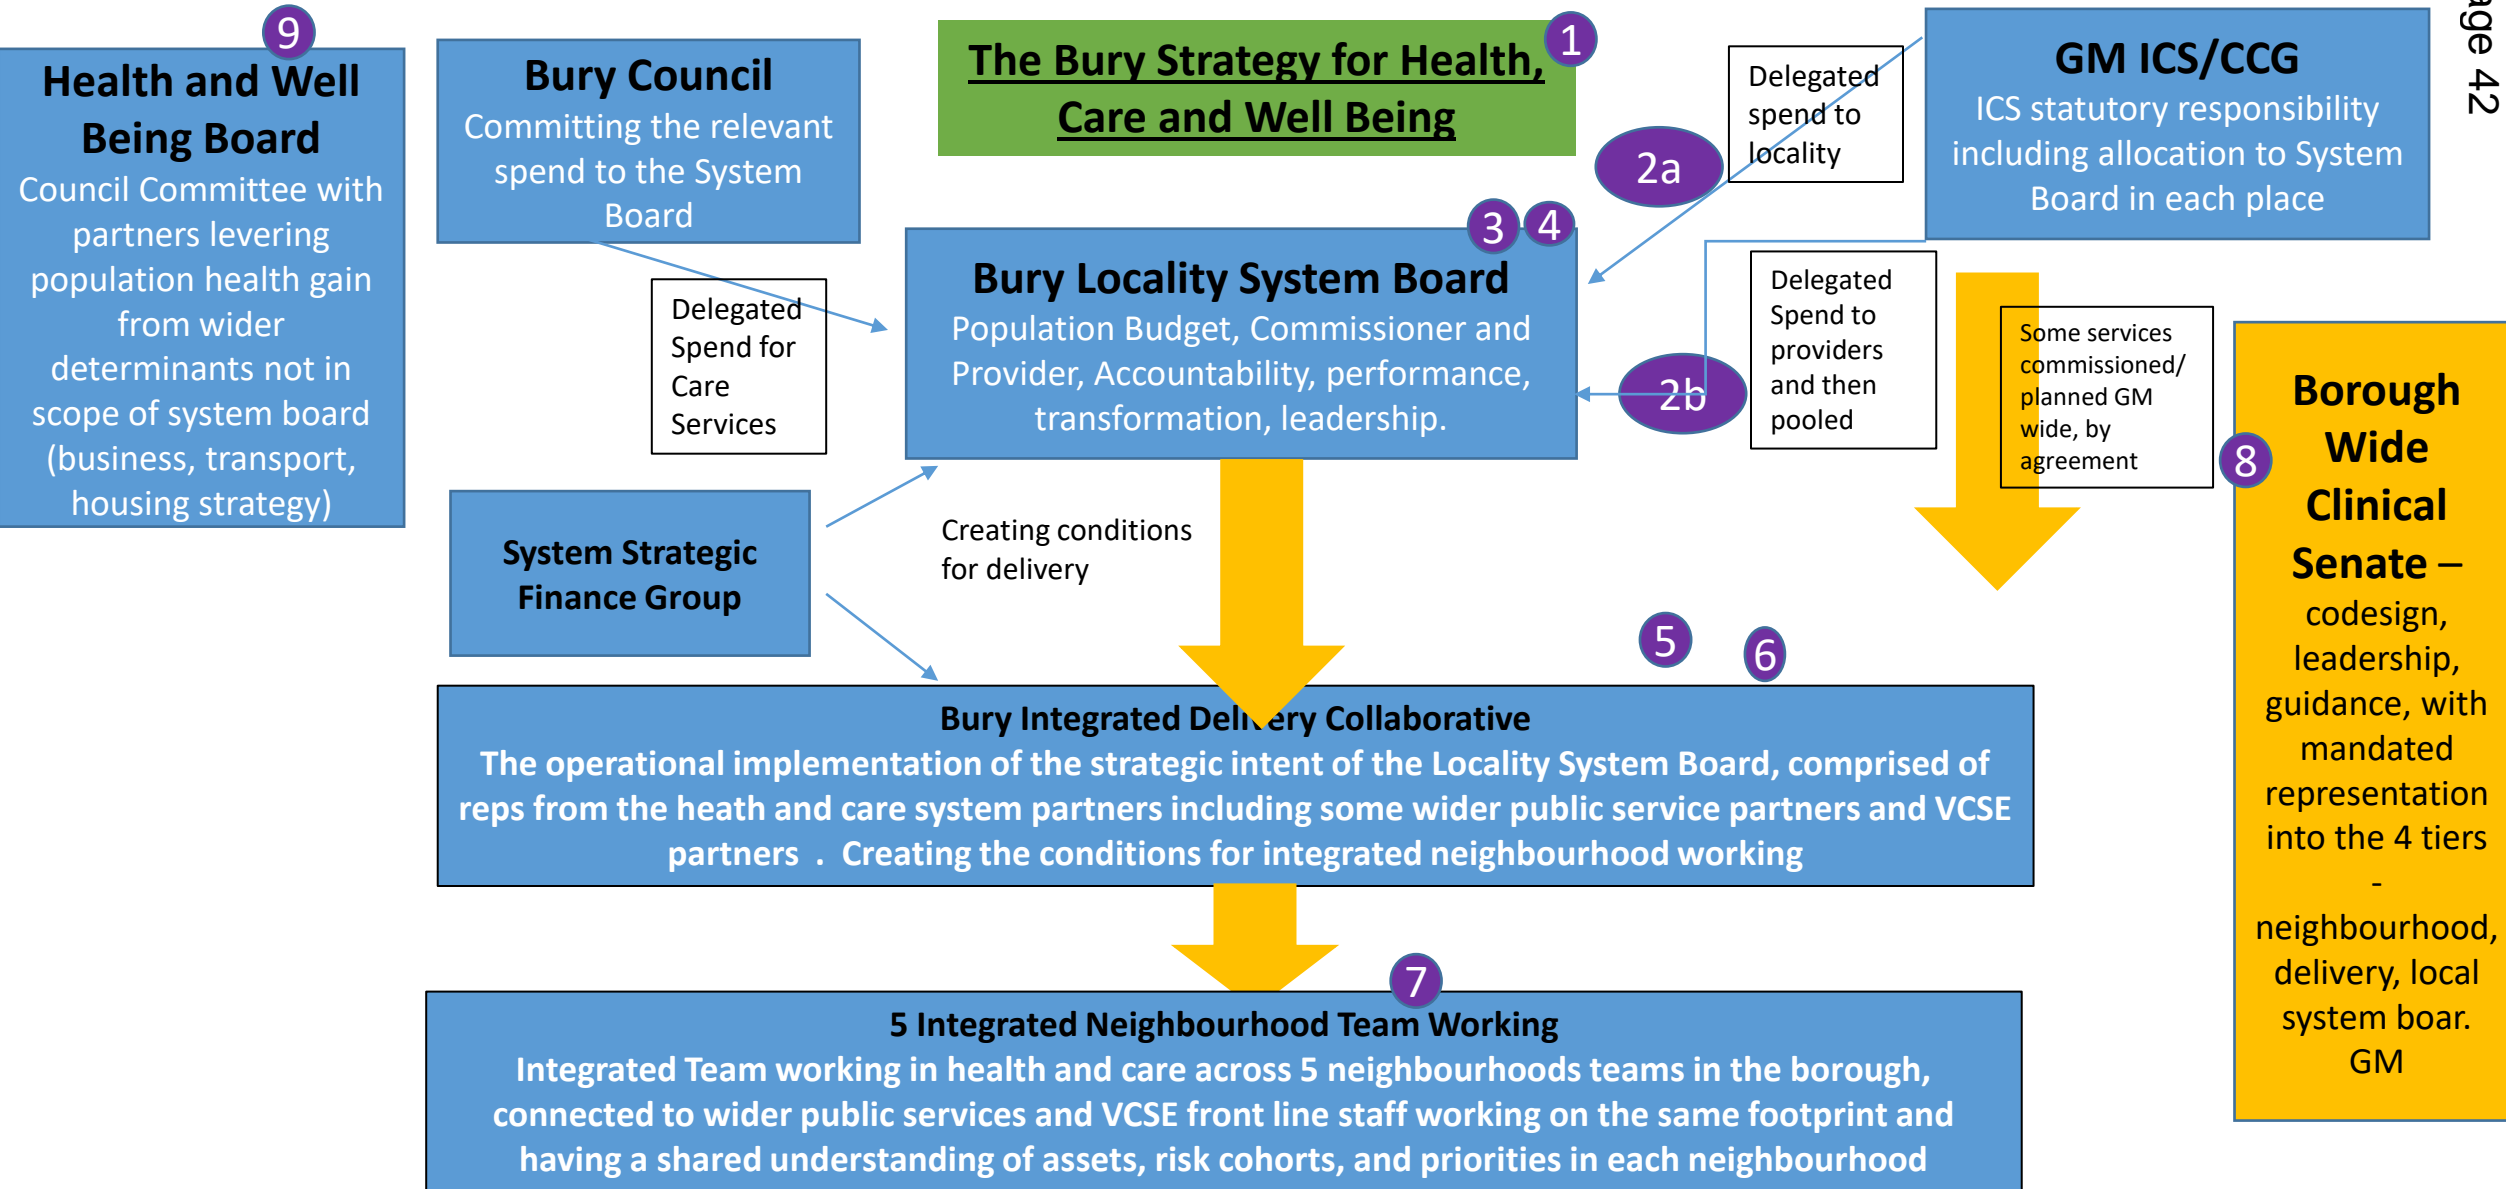 age 42
9
Health and Well
Being Board
Council Committee with
partners levering
population health gain
from wider
determinants not in
scope of system board
(business, transport,
housing strategy)
Bury Council
Committing the relevant
spend to the System
Board
The Bury Strategy for Health,
Care and Well Being
1
Delegated
spend to
locality
2a
GM ICS/CCG
ICS statutory responsibility
including allocation to System
Board in each place
Delegated
Spend for
Care
Services
3
4
Bury Locality System Board
Population Budget, Commissioner and
Provider, Accountability, performance,
transformation, leadership.
2b
Delegated
Spend to
providers
and then
pooled
Some services
commissioned/
planned GM
wide, by
agreement
8
Borough
Wide
Clinical
Senate –
codesign,
leadership,
guidance, with
mandated
representation
into the 4 tiers
-
neighbourhood,
delivery, local
system boar.
GM
System Strategic
Finance Group
Creating conditions
for delivery
5
6
Bury Integrated Delivery Collaborative
The operational implementation of the strategic intent of the Locality System Board, comprised of
reps from the heath and care system partners including some wider public service partners and VCSE
partners . Creating the conditions for integrated neighbourhood working
7
5 Integrated Neighbourhood Team Working
Integrated Team working in health and care across 5 neighbourhoods teams in the borough,
connected to wider public services and VCSE front line staff working on the same footprint and
having a shared understanding of assets, risk cohorts, and priorities in each neighbourhood